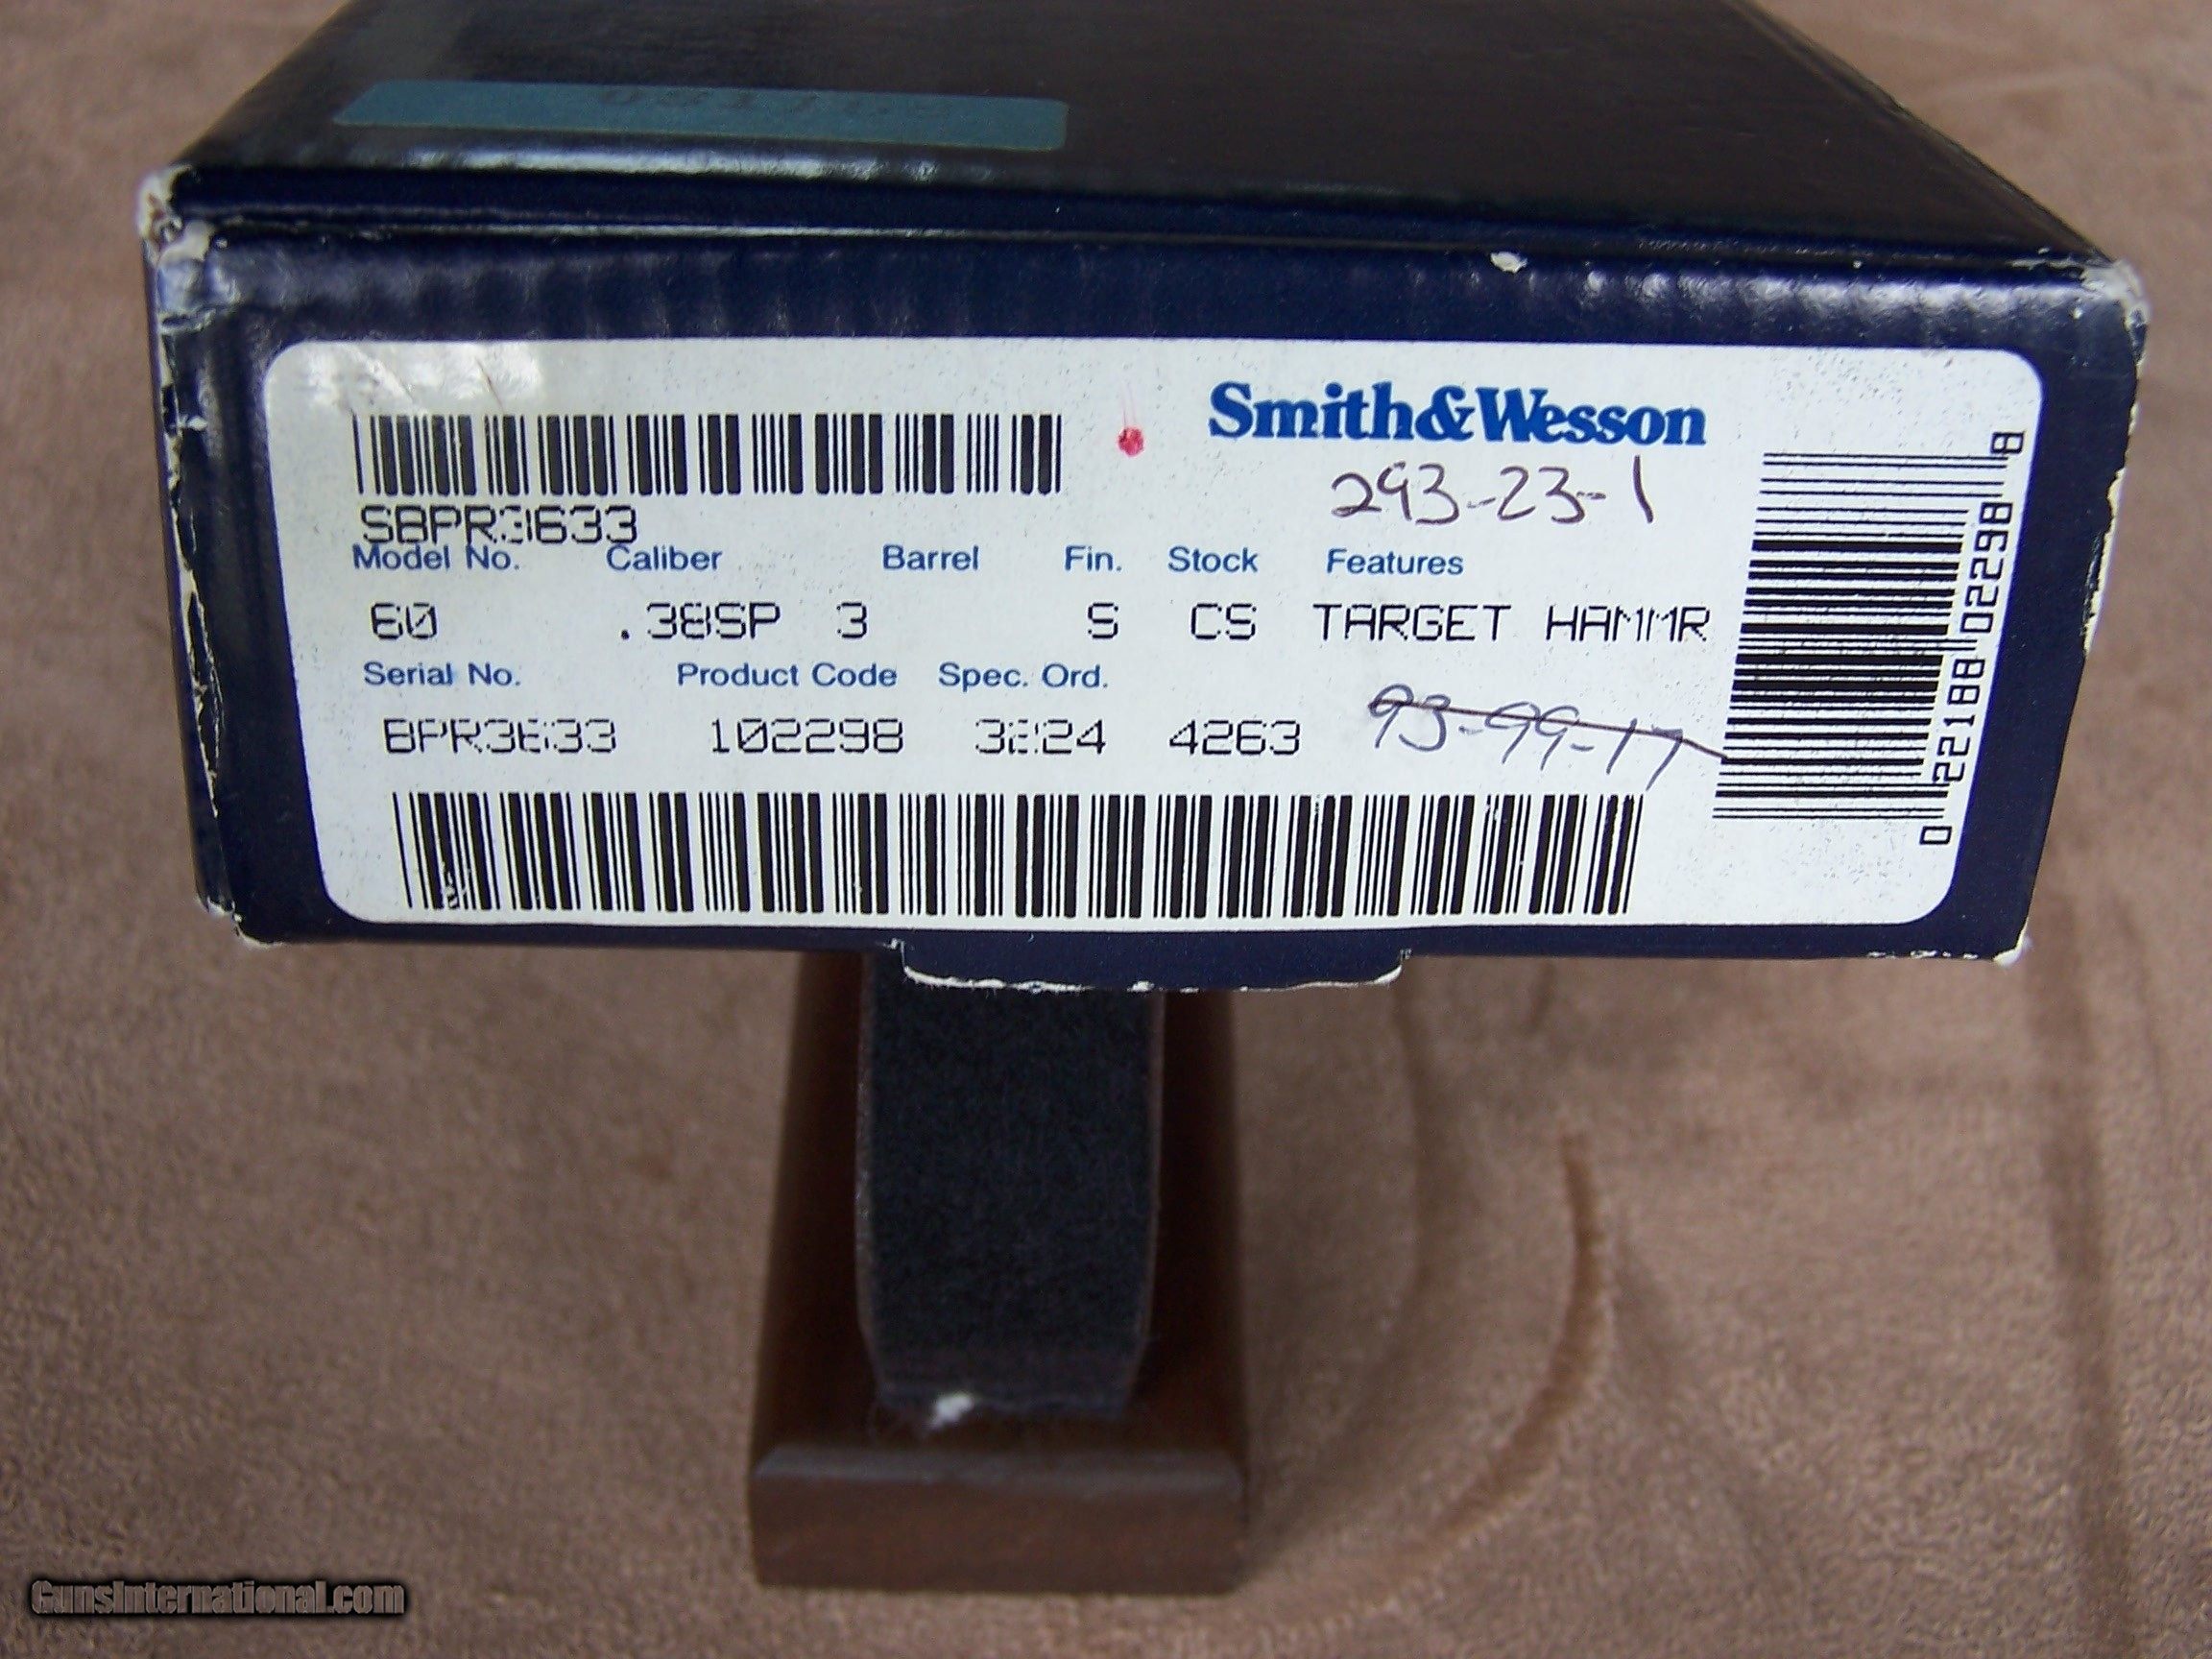 Smith&Wesson
293-23-1
SBPR3633
Model No. Caliber Barrel Fin. Stock Features
60 .38SP 3 S CS TARGET HAMMR
Serial No. Product Code Spec. Ord.
BPR3633 102298 4263 93-99-17
0 22188 02298 8
GunsInternational.com